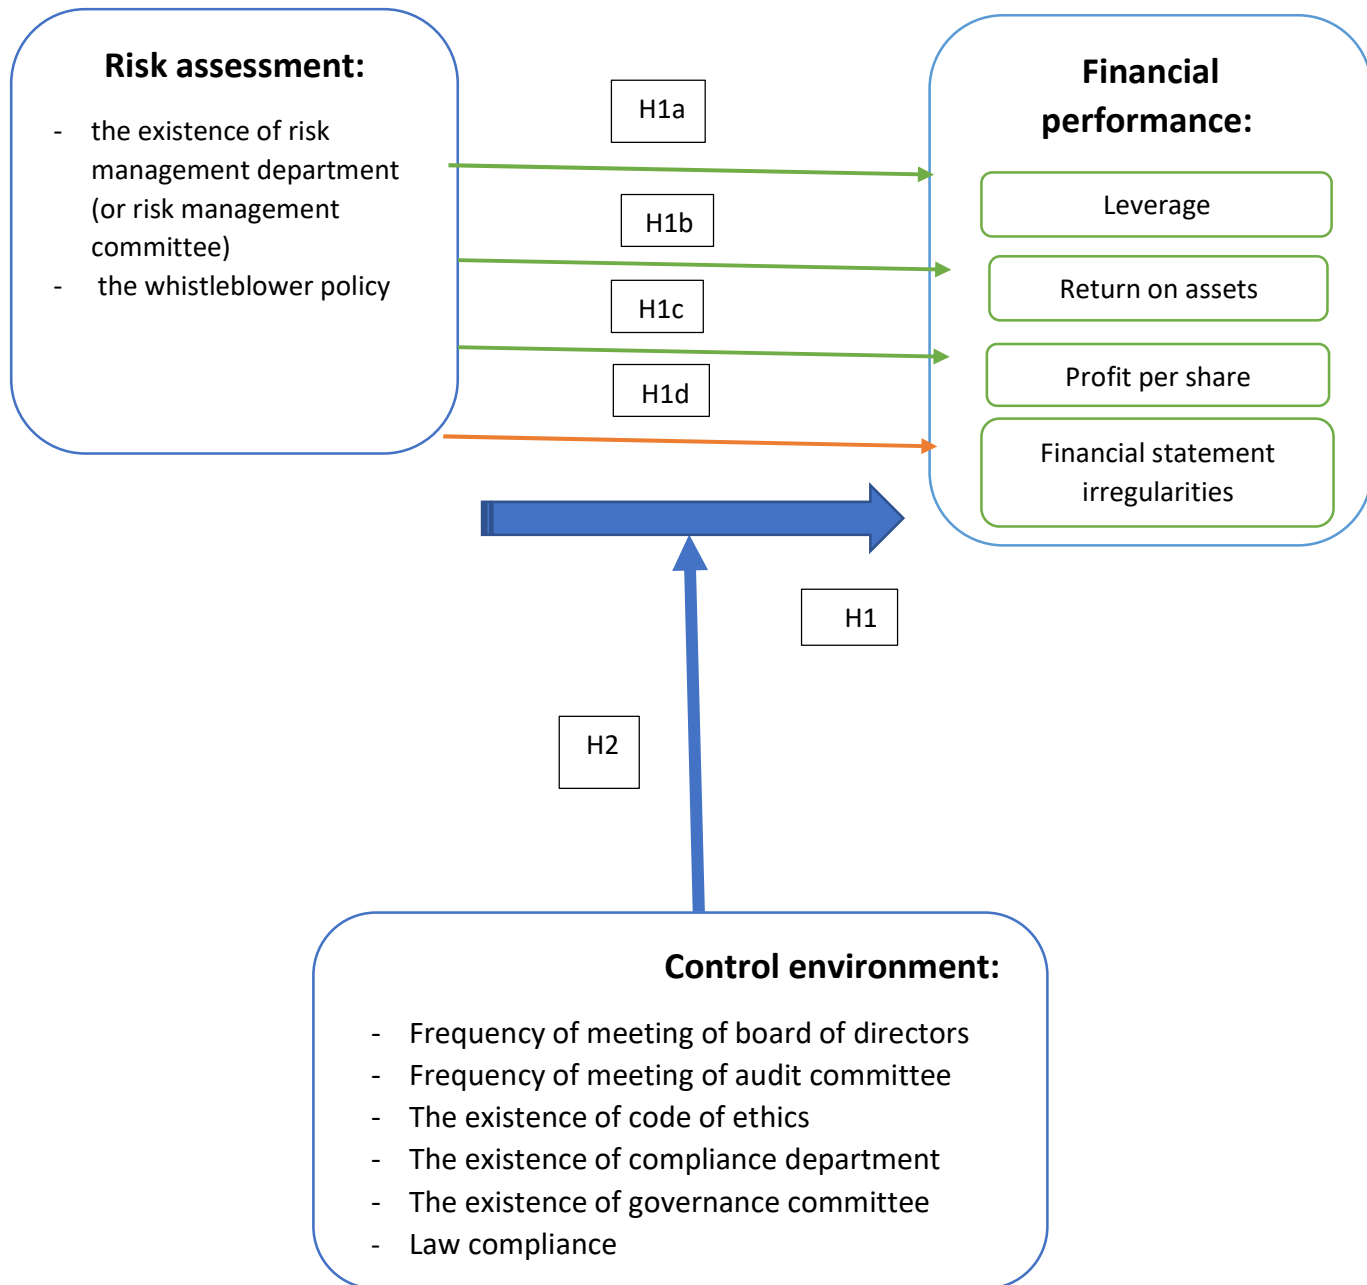 Risk assessment:
- the existence of risk
management department
(or risk management
committee)
- the whistleblower policy
H1a
H1b
H1c
H1d
Financial
performance:
Leverage
Return on assets
Profit per share
Financial statement
irregularities
H1
H2
Control environment:
- Frequency of meeting of board of directors
- Frequency of meeting of audit committee
- The existence of code of ethics
- The existence of compliance department
- The existence of governance committee
- Law compliance